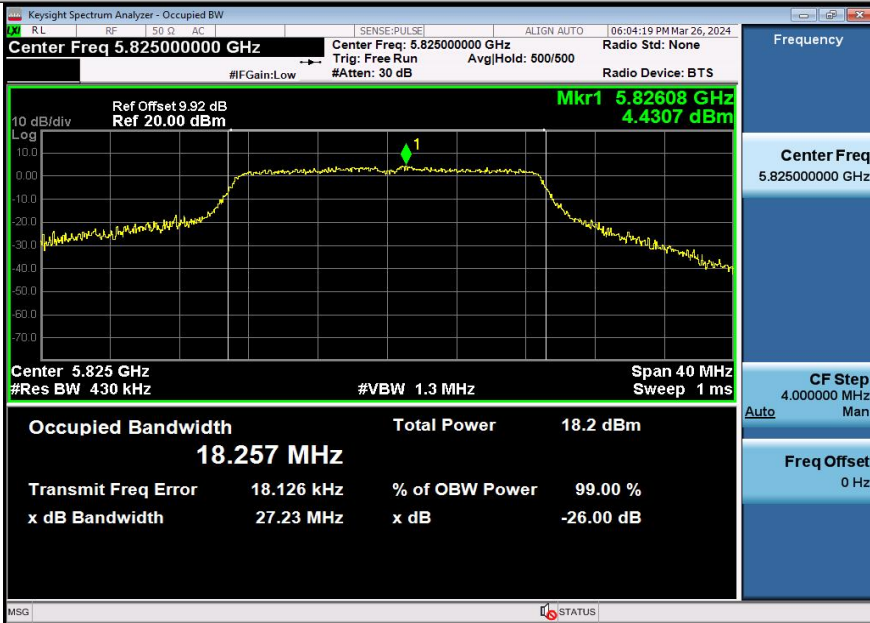 Keysight Spectrum Analyzer - Occupied BW
LXI RL RF 50 Ω AC SENSE:PULSE ALIGN AUTO 06:04:19 PM Mar 26, 2024
Center Freq 5.825000000 GHz
Center Freq: 5.825000000 GHz
Radio Std: None
Trig: Free Run Avg|Hold: 500/500
#IFGain:Low
#Atten: 30 dB
Radio Device: BTS
Frequency
Mkr1 5.82608 GHz
4.4307 dBm
Ref Offset 9.92 dB
10 dB/div Ref 20.00 dBm
Log
1
10.0
0.00
-10.0
-20.0
-30.0
-40.0
-50.0
-60.0
-70.0
Center 5.825 GHz
Span 40 MHz
#Res BW 430 kHz
#VBW 1.3 MHz
Sweep 1 ms
Occupied Bandwidth
18.257 MHz
Total Power 18.2 dBm
Transmit Freq Error 18.126 kHz
% of OBW Power 99.00 %
x dB Bandwidth 27.23 MHz
x dB -26.00 dB
Center Freq
5.825000000 GHz
CF Step
4.000000 MHz
Auto Man
Freq Offset
0 Hz
MSG
STATUS